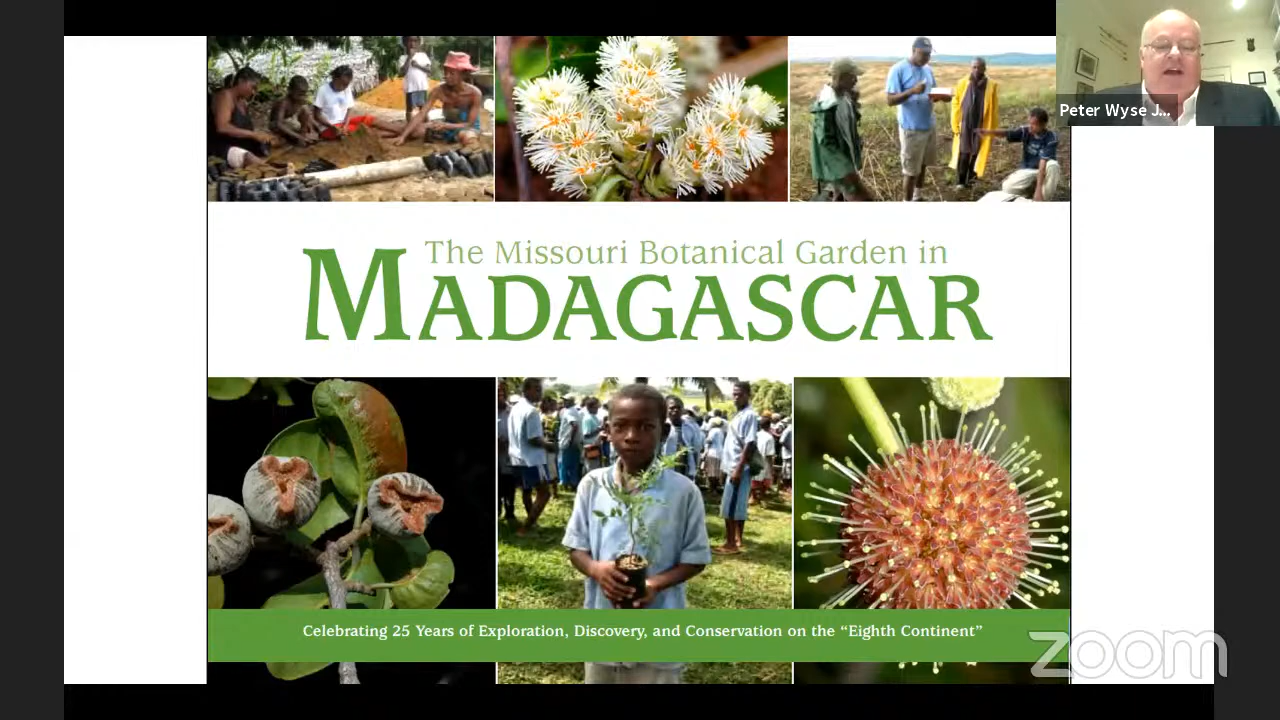 Peter Wyse J...
The Missouri Botanical Garden in
MADAGASCAR
Celebrating 25 Years of Exploration, Discovery, and Conservation on the “Eighth Continent”
zoom